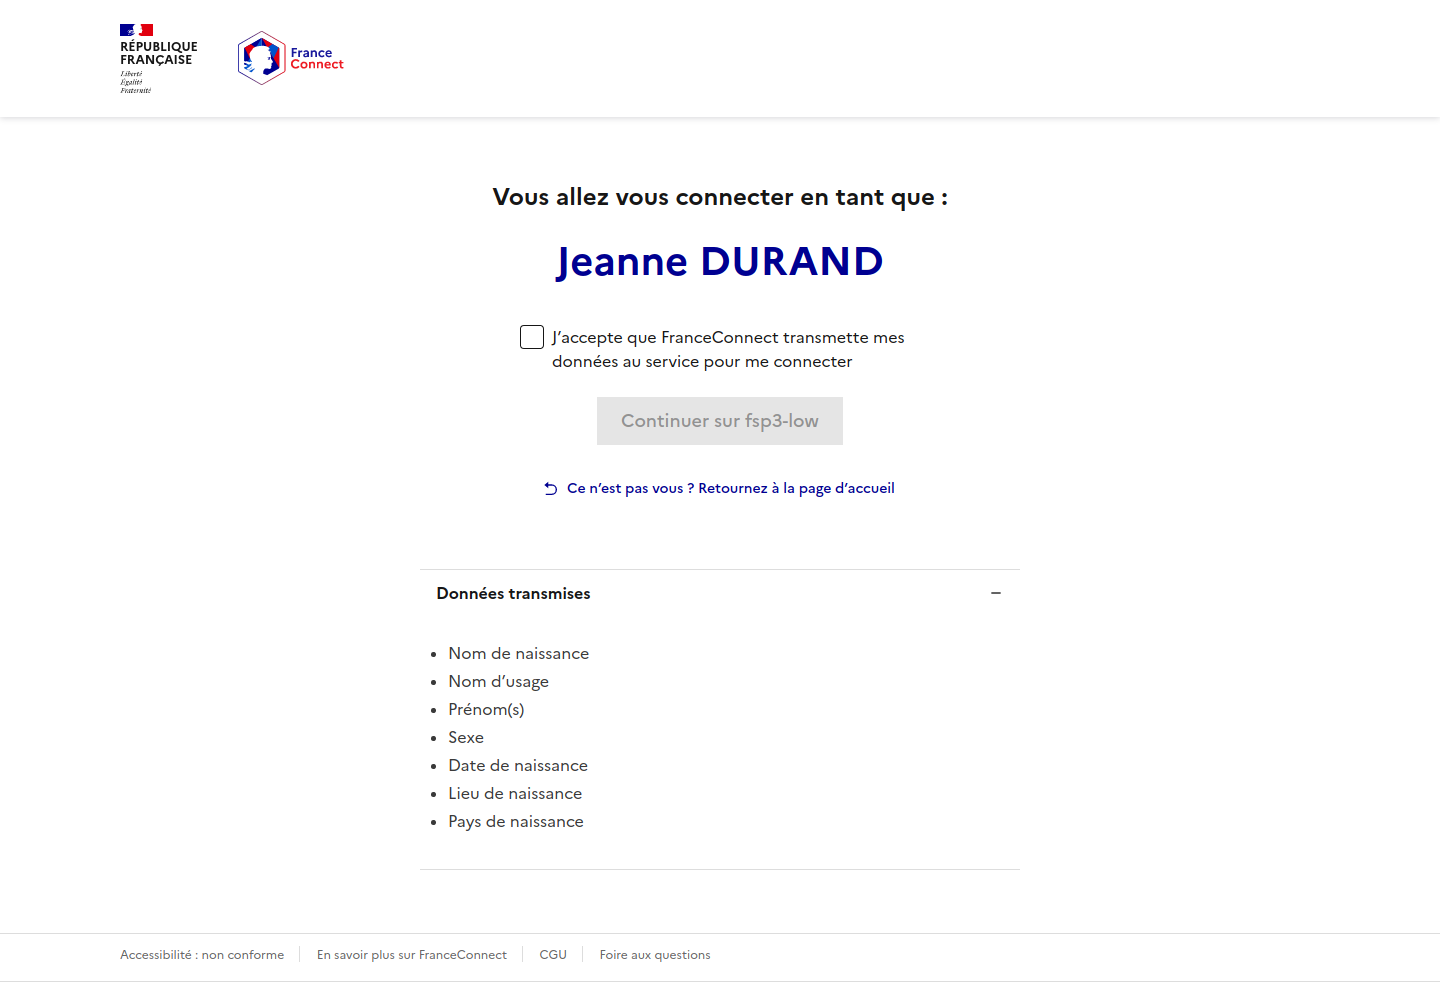 RÉPUBLIQUE
FRANÇAISE
Liberté
Égalité
Fraternité
France
Connect
Vous allez vous connecter en tant que :
Jeanne DURAND
J’accepte que FranceConnect transmette mes
données au service pour me connecter
Continuer sur fsp3-low
Ce n’est pas vous ? Retournez à la page d’accueil
Données transmises
Nom de naissance
Nom d’usage
Prénom(s)
Sexe
Date de naissance
Lieu de naissance
Pays de naissance
Accessibilité : non conforme
En savoir plus sur FranceConnect
CGU
Foire aux questions